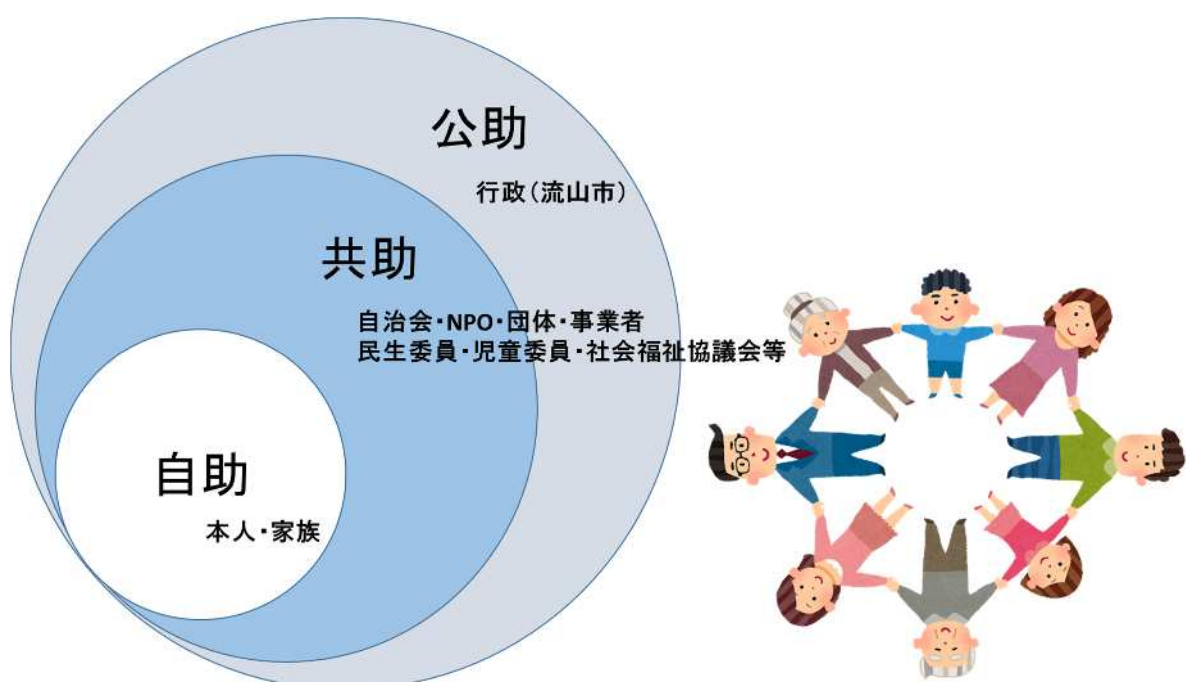 公助
行政(流山市)
共助
自治会・NPO・団体・事業者
民生委員・児童委員・社会福祉協議会等
自助
本人・家族